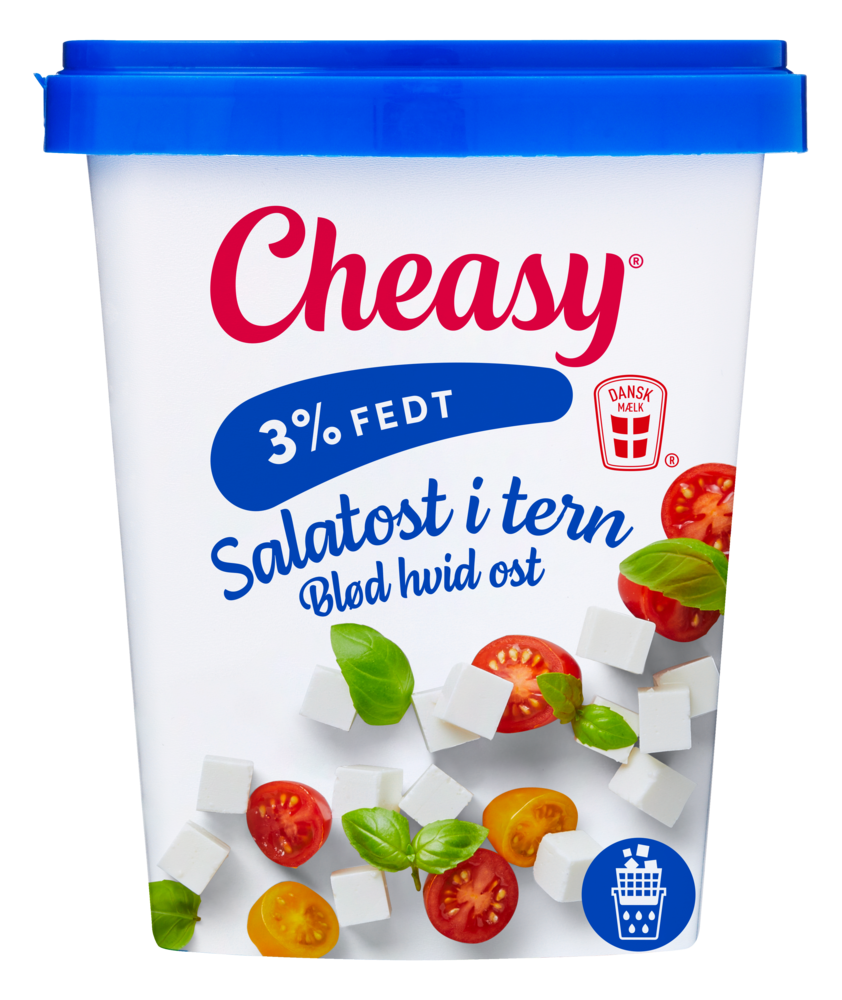 Cheasy®
3% FEDT
DANSK
MÆLK
®
Salatost i tern
Blød hvid ost